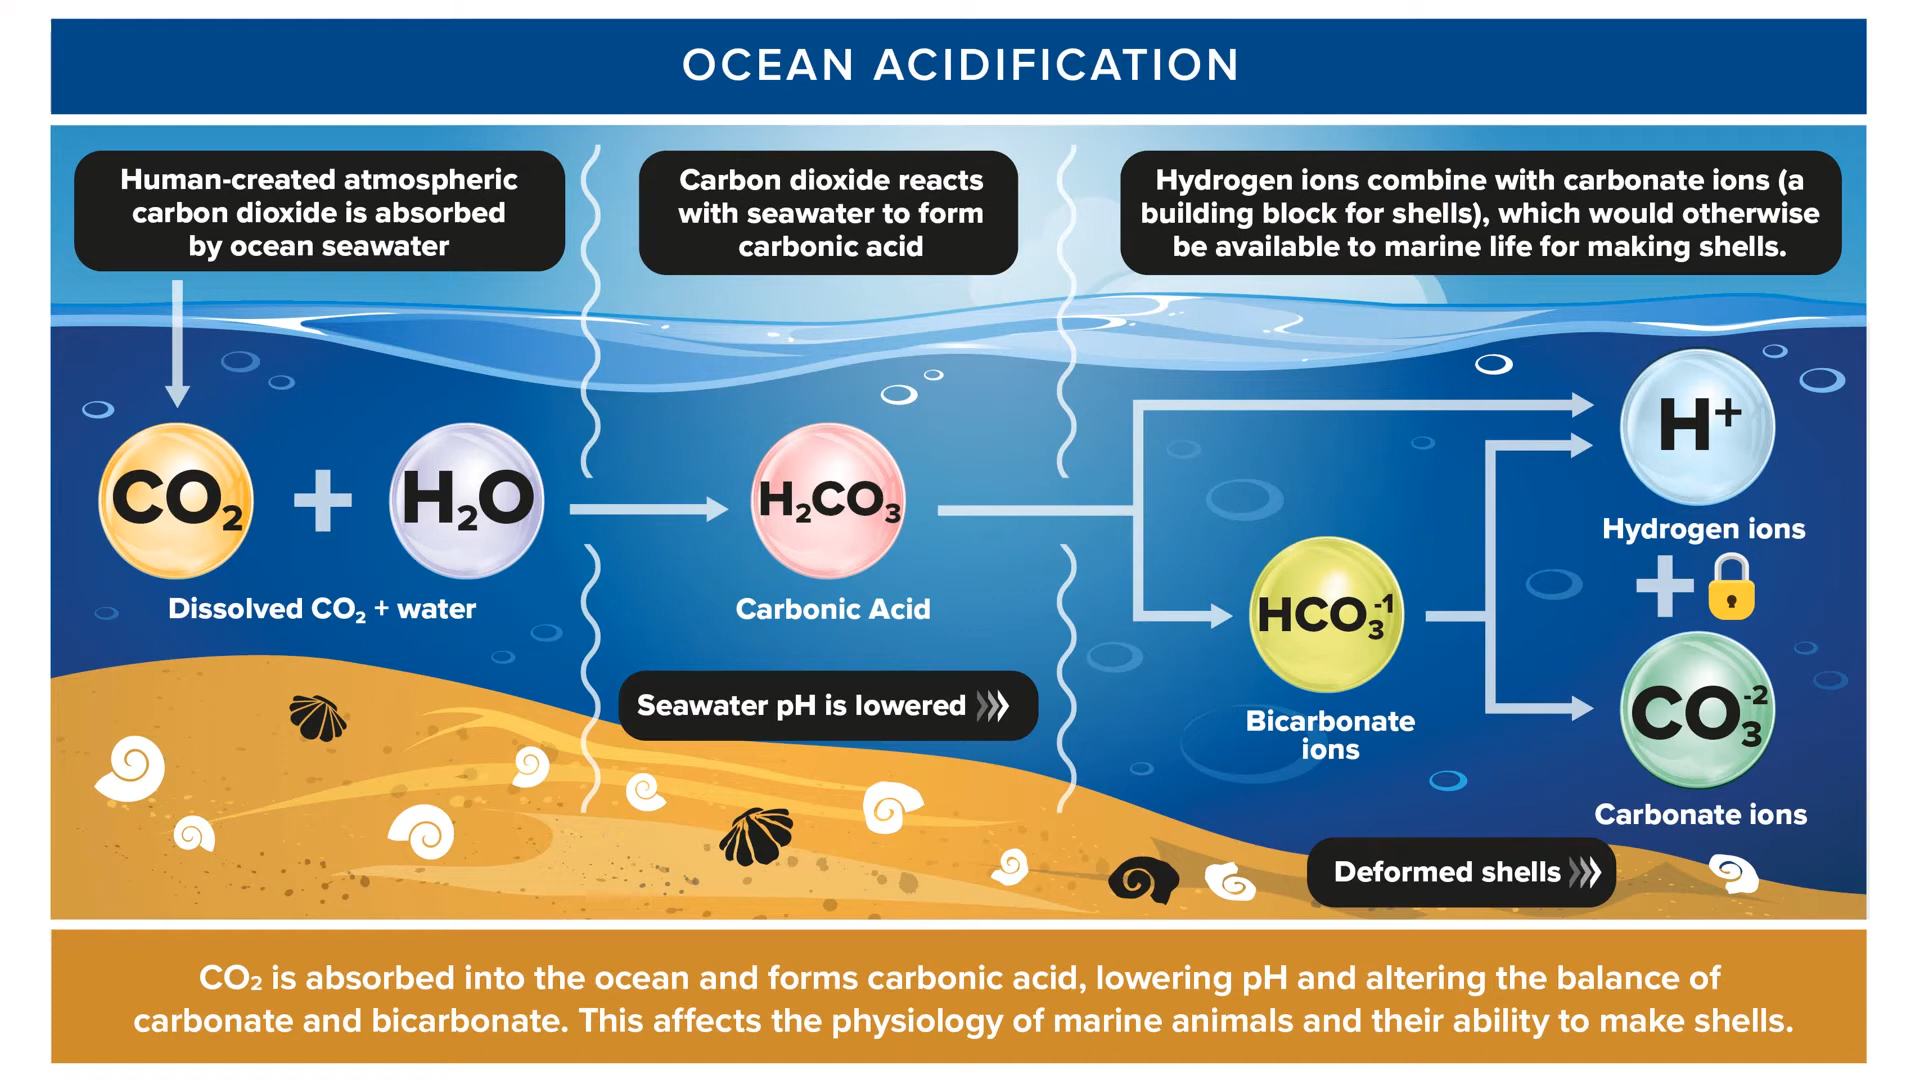 OCEAN ACIDIFICATION
Human-created atmospheric
carbon dioxide is absorbed
by ocean seawater
Carbon dioxide reacts
with seawater to form
carbonic acid
Hydrogen ions combine with carbonate ions (a
building block for shells), which would otherwise
be available to marine life for making shells.
CO₂ + H₂O
Dissolved CO₂ + water
H₂CO₃
Carbonic Acid
Seawater pH is lowered
HCO₃⁻¹
Bicarbonate
ions
H⁺
Hydrogen ions
+
CO₃⁻²
Carbonate ions
Deformed shells
CO₂ is absorbed into the ocean and forms carbonic acid, lowering pH and altering the balance of
carbonate and bicarbonate. This affects the physiology of marine animals and their ability to make shells.